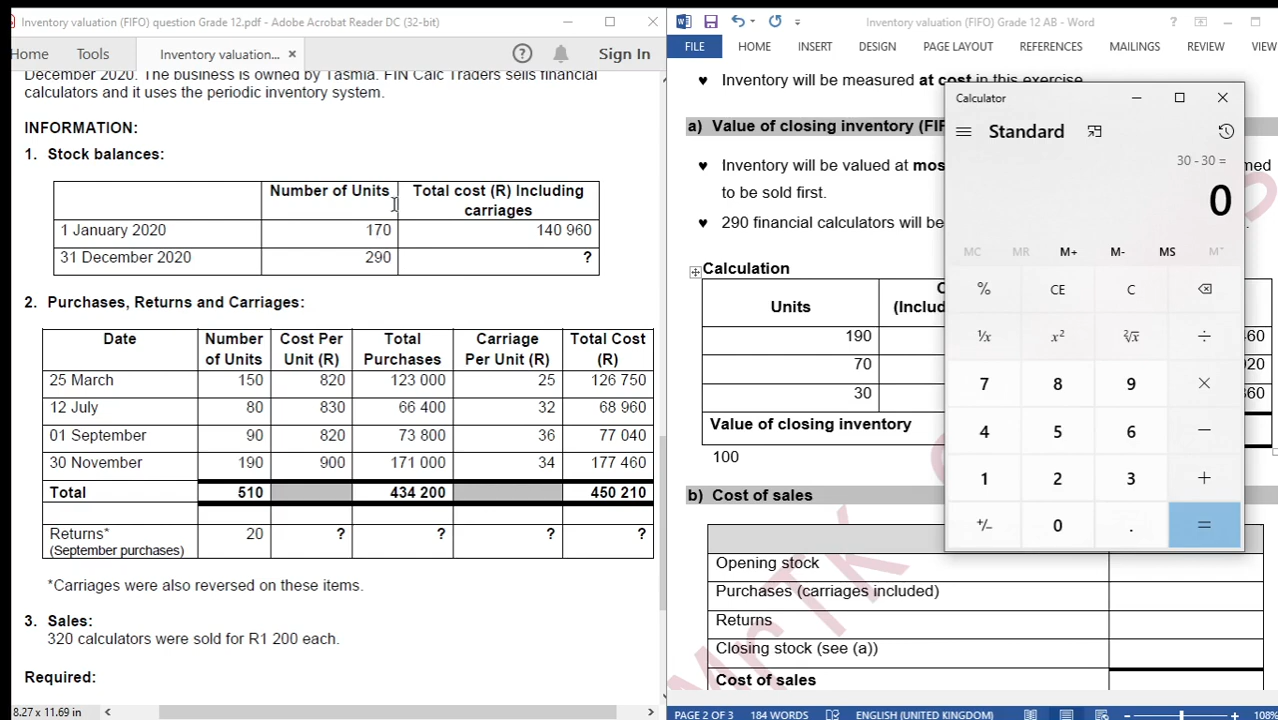 Inventory valuation (FIFO) question Grade 12.pdf - Adobe Acrobat Reader DC (32-bit)
Home Tools Inventory valuation... × ? Sign In
December 2020. The business is owned by Tasmia. FIN Calc Traders sells financial
calculators and it uses the periodic inventory system.
INFORMATION:
1. Stock balances:
Number of Units Total cost (R) Including carriages
1 January 2020 170 140 960
31 December 2020 290 ?
2. Purchases, Returns and Carriages:
Date Number of Units Cost Per Unit (R) Total Purchases Carriage Per Unit (R) Total Cost (R)
25 March 150 820 123 000 25 126 750
12 July 80 830 66 400 32 68 960
01 September 90 820 73 800 36 77 040
30 November 190 900 171 000 34 177 460
Total 510 434 200 450 210
Returns* 20 ? ? ? ?
(September purchases)
*Carriages were also reversed on these items.
3. Sales:
320 calculators were sold for R1 200 each.
Required:
8.27 x 11.69 in
Inventory valuation (FIFO) Grade 12 AB - Word
FILE HOME INSERT DESIGN PAGE LAYOUT REFERENCES MAILINGS REVIEW VIEW
♥ Inventory will be measured at cost in this exercise
a) Value of closing inventory (FIF
♥ Inventory will be valued at mos med
to be sold first.
♥ 290 financial calculators will be
Calculation
Units (Includ
190 60
70 920
30 360
Value of closing inventory
100
b) Cost of sales
Opening stock
Purchases (carriages included)
Returns
Closing stock (see (a))
Cost of sales
Mr TK
PAGE 2 OF 3 184 WORDS ENGLISH (UNITED KINGDOM) 108%
Calculator
Standard
30 - 30 =
0
MC MR M+ M- MS M˅
% CE C
¹/x x² ²√x ÷
7 8 9 ×
4 5 6 −
1 2 3 +
+/− 0 . =